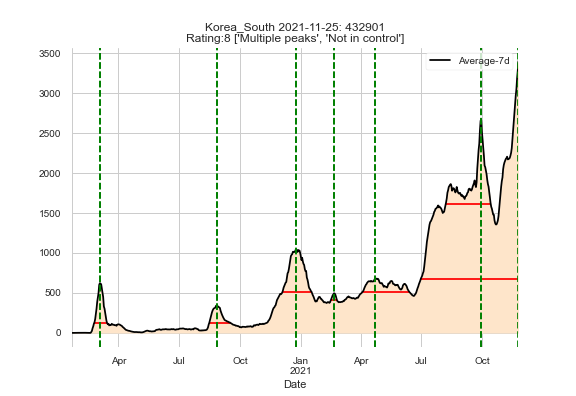 Korea_South 2021-11-25: 432901
Rating:8 ['Multiple peaks', 'Not in control']
Average-7d
3500
3000
2500
2000
1500
1000
500
0
Apr Jul Oct Jan Apr Jul Oct
2021
Date